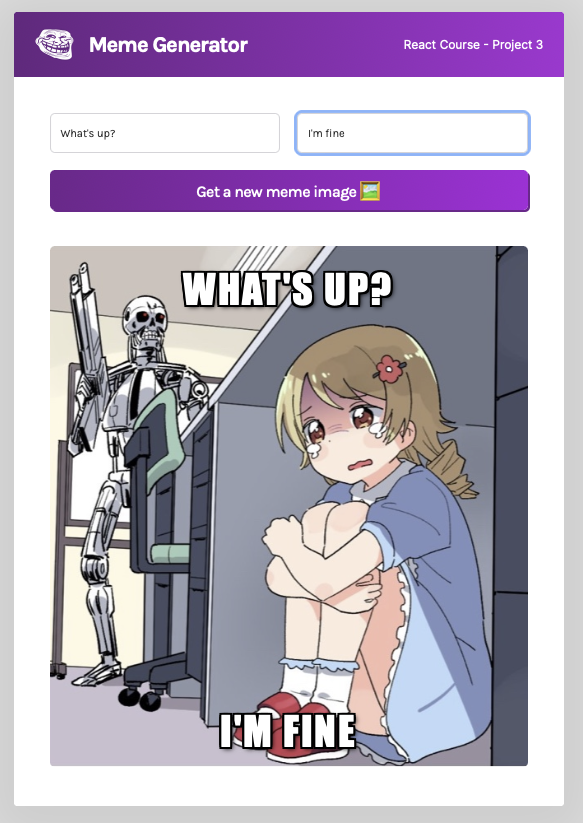 Meme Generator
React Course - Project 3
What's up?
I'm fine
Get a new meme image 🖼️
WHAT'S UP?
I'M FINE